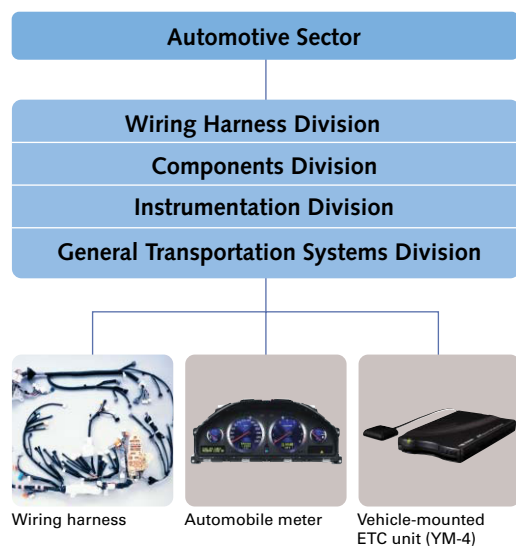 Automotive Sector
Wiring Harness Division
Components Division
Instrumentation Division
General Transportation Systems Division
Wiring harness
Automobile meter
Vehicle-mounted
ETC unit (YM-4)